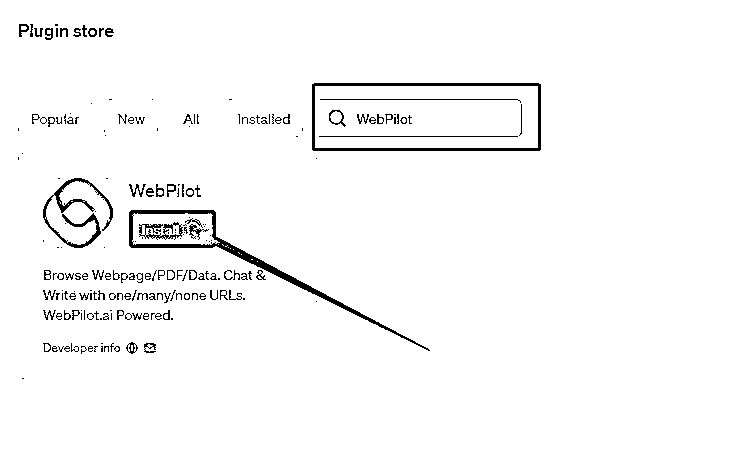 Plugin store
Popular New All Installed WebPilot
WebPilot
Install
Browse Webpage/PDF/Data. Chat &
Write with one/many/none URLs.
WebPilot.ai Powered.
Developer info